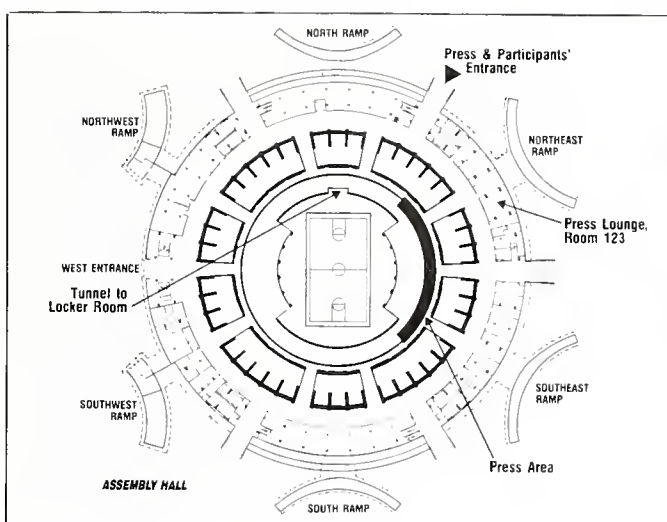 NORTH RAMP
Press & Participants'
Entrance
NORTHWEST
RAMP
NORTHEAST
RAMP
Press Lounge,
Room 123
WEST ENTRANCE
Tunnel to
Locker Room
SOUTHWEST
RAMP
SOUTHEAST
RAMP
Press Area
ASSEMBLY HALL
SOUTH RAMP